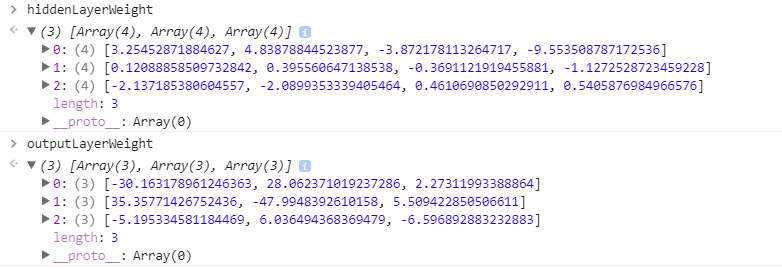 > hiddenLayerWeight
<· ▼ (3) [Array(4), Array(4), Array(4)] i
▶ 0: (4) [3.25452871884627, 4.83878844523877, -3.872178113264717, -9.553508787172536]
▶ 1: (4) [0.12088858509732842, 0.395560647138538, -0.3691121919455881, -1.1272528723459228]
▶ 2: (4) [-2.137185380604557, -2.0899353339405464, 0.4610690850292911, 0.5405876984966576]
length: 3
▶ __proto__: Array(0)
> outputLayerWeight
<· ▼ (3) [Array(3), Array(3), Array(3)] i
▶ 0: (3) [-30.163178961246363, 28.062371019237286, 2.27311993388864]
▶ 1: (3) [35.35771426752436, -47.9948392610158, 5.509422850506611]
▶ 2: (3) [-5.195334581184469, 6.036494368369479, -6.596892883232883]
length: 3
▶ __proto__: Array(0)